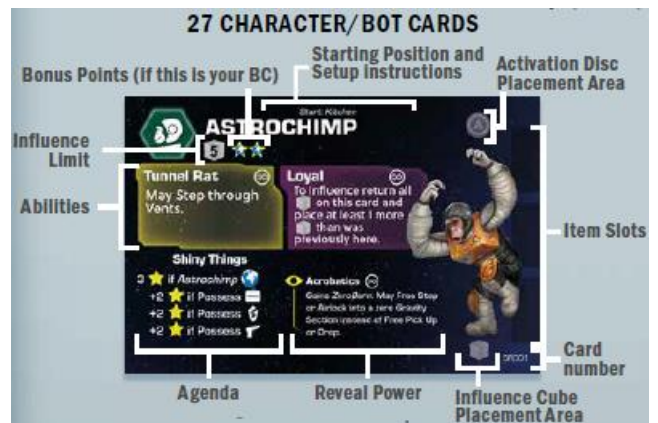 27 CHARACTER/BOT CARDS
Starting Position and
Setup instructions
Activation Disc
Placement Area
Bonus Points (if this is your BC)
Influence
Limit
Abilities
Item Slots
Card
number
Agenda
Reveal Power
Influence Cube
Placement Area
ASTROCHIMP
5
Tunnel Rat
May Step through
Vents.
Loyal
To influence return all
on this card and
place at least 1 more
than was
previously here.
Shiny Things
3 if Astrochimp
+2 if Possess
+2 if Possess
+2 if Possess
Acrobatics
May Free Step
or Airlock into a zero Gravity
Section instead of Free Pick Up
or Drop.